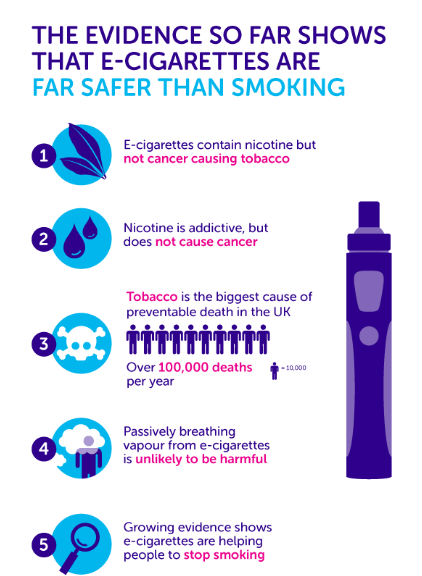 THE EVIDENCE SO FAR SHOWS
THAT E-CIGARETTES ARE
FAR SAFER THAN SMOKING
1
E-cigarettes contain nicotine but
not cancer causing tobacco
2
Nicotine is addictive, but
does not cause cancer
3
Tobacco is the biggest cause of
preventable death in the UK
Over 100,000 deaths
per year
=10,000
4
Passively breathing
vapour from e-cigarettes
is unlikely to be harmful
5
Growing evidence shows
e-cigarettes are helping
people to stop smoking